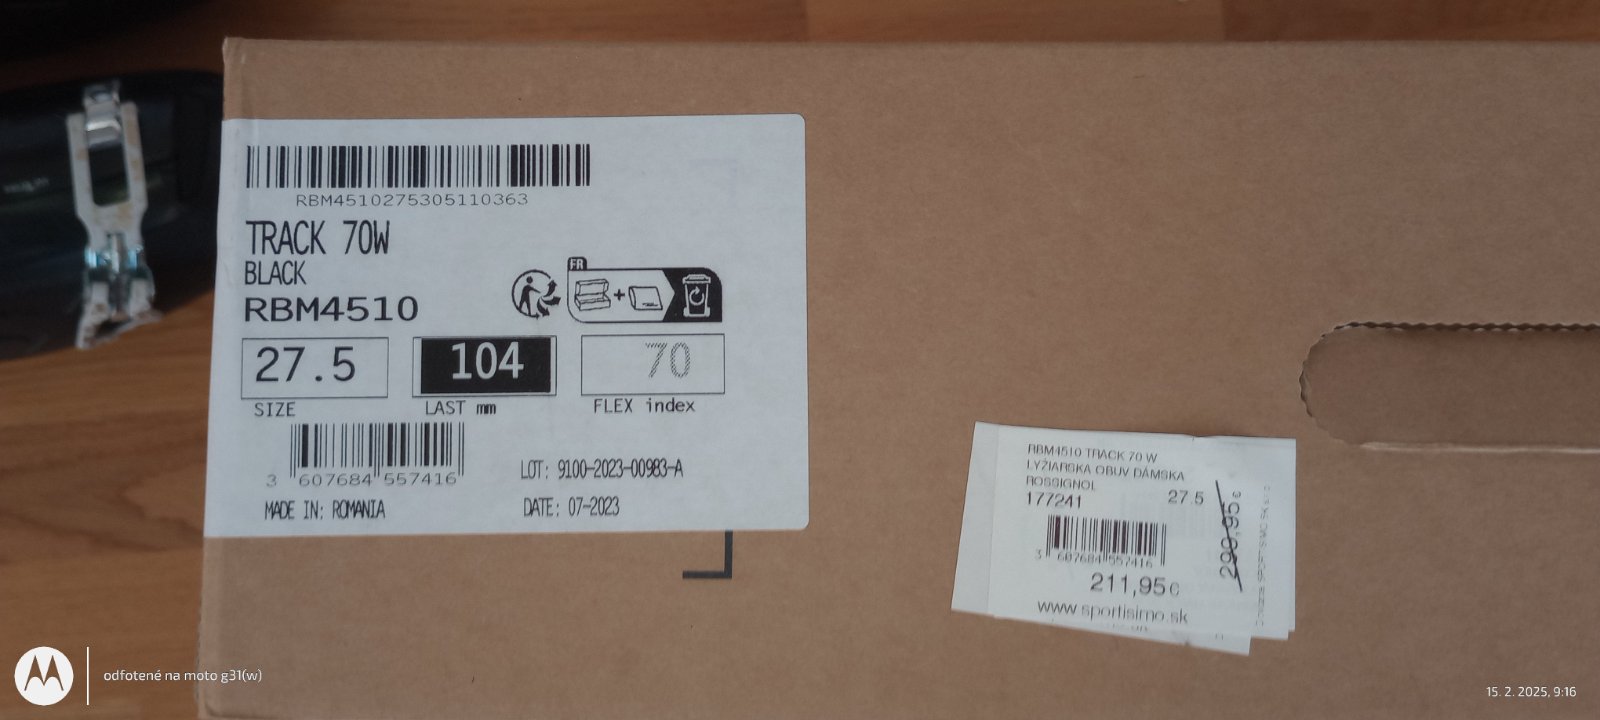 RBM4510275305110363
TRACK 70W
BLACK
RBM4510
FR
27.5
104
70
SIZE
LAST mm
FLEX index
3 607684 557416
LOT: 9100-2023-00983-A
MADE IN: ROMANIA
DATE: 07-2023
RBM4510 TRACK 70 W
LYŽIARSKA OBUV DÁMSKA
ROSSIGNOL
177241 27.5
3 607684 557416
211,95€
www.sportisimo.sk
299,95€
odfotené na moto g31(w)
15. 2. 2025, 9:16